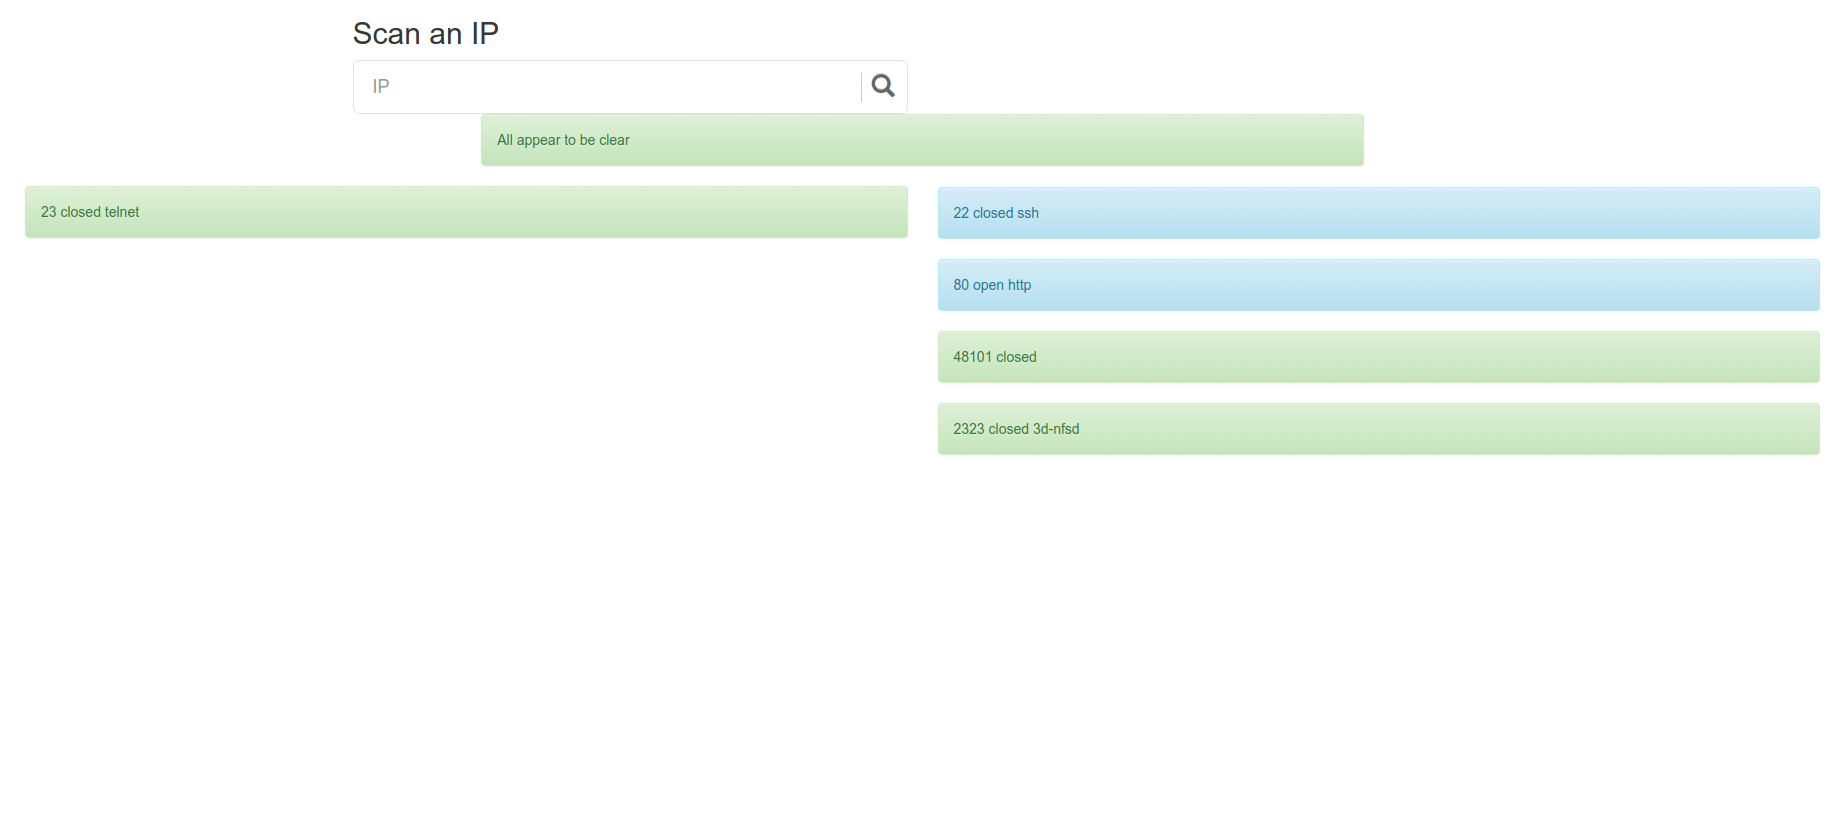 Scan an IP
IP
All appear to be clear
23 closed telnet
22 closed ssh
80 open http
48101 closed
2323 closed 3d-nfsd